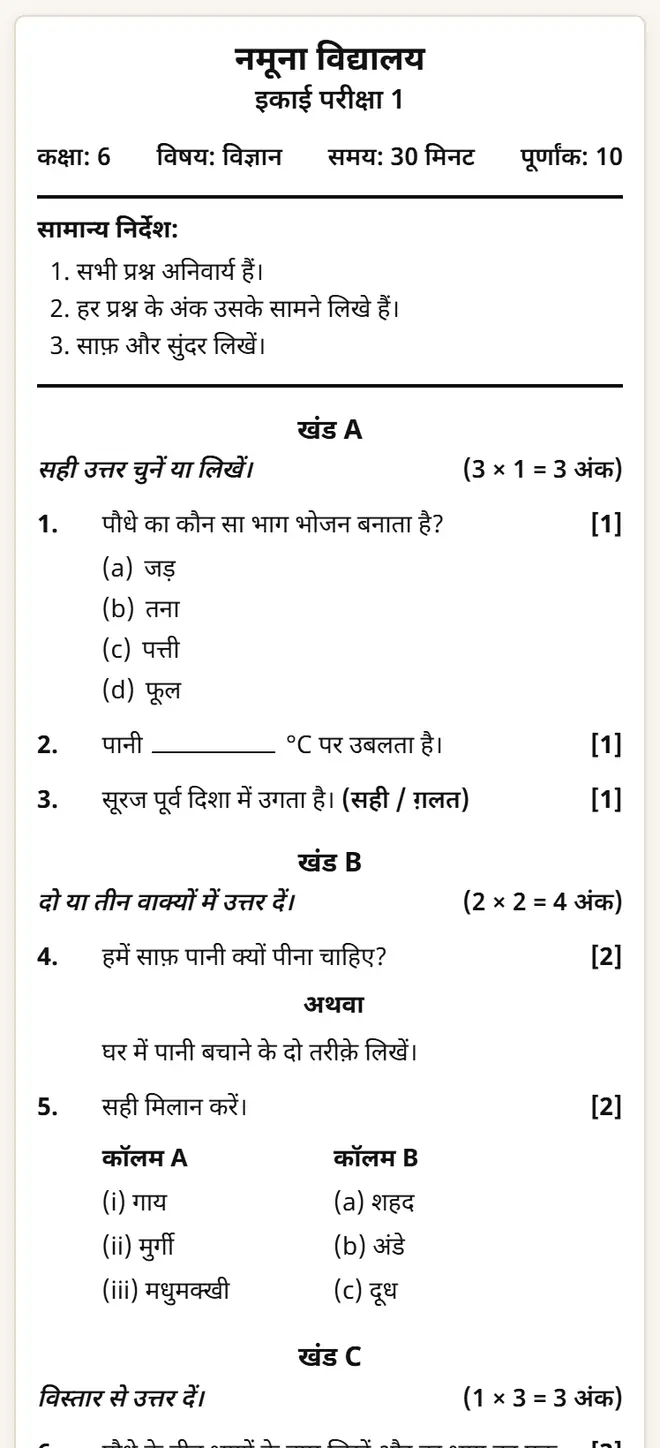 नमूना विद्यालय
इकाई परीक्षा 1
कक्षा: 6 विषय: विज्ञान समय: 30 मिनट पूर्णांक: 10
सामान्य निर्देश:
1. सभी प्रश्न अनिवार्य हैं।
2. हर प्रश्न के अंक उसके सामने लिखे हैं।
3. साफ़ और सुंदर लिखें।
खंड A
सही उत्तर चुनें या लिखें। (3 × 1 = 3 अंक)
1. पौधे का कौन सा भाग भोजन बनाता है? [1]
(a) जड़
(b) तना
(c) पत्ती
(d) फूल
2. पानी __________ °C पर उबलता है। [1]
3. सूरज पूर्व दिशा में उगता है। (सही / ग़लत) [1]
खंड B
दो या तीन वाक्यों में उत्तर दें। (2 × 2 = 4 अंक)
4. हमें साफ़ पानी क्यों पीना चाहिए? [2]
अथवा
घर में पानी बचाने के दो तरीक़े लिखें।
5. सही मिलान करें। [2]
कॉलम A कॉलम B
(i) गाय (a) शहद
(ii) मुर्गी (b) अंडे
(iii) मधुमक्खी (c) दूध
खंड C
विस्तार से उत्तर दें। (1 × 3 = 3 अंक)